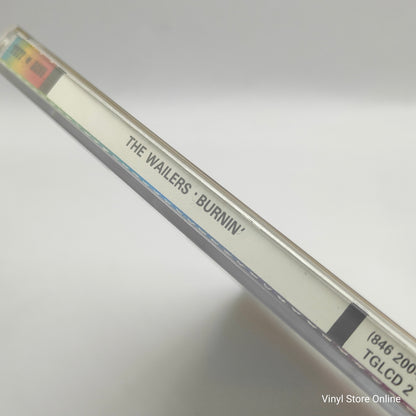 THE WAILERS · BURNIN'
(846 200
TGLCD 2
Vinyl Store Online